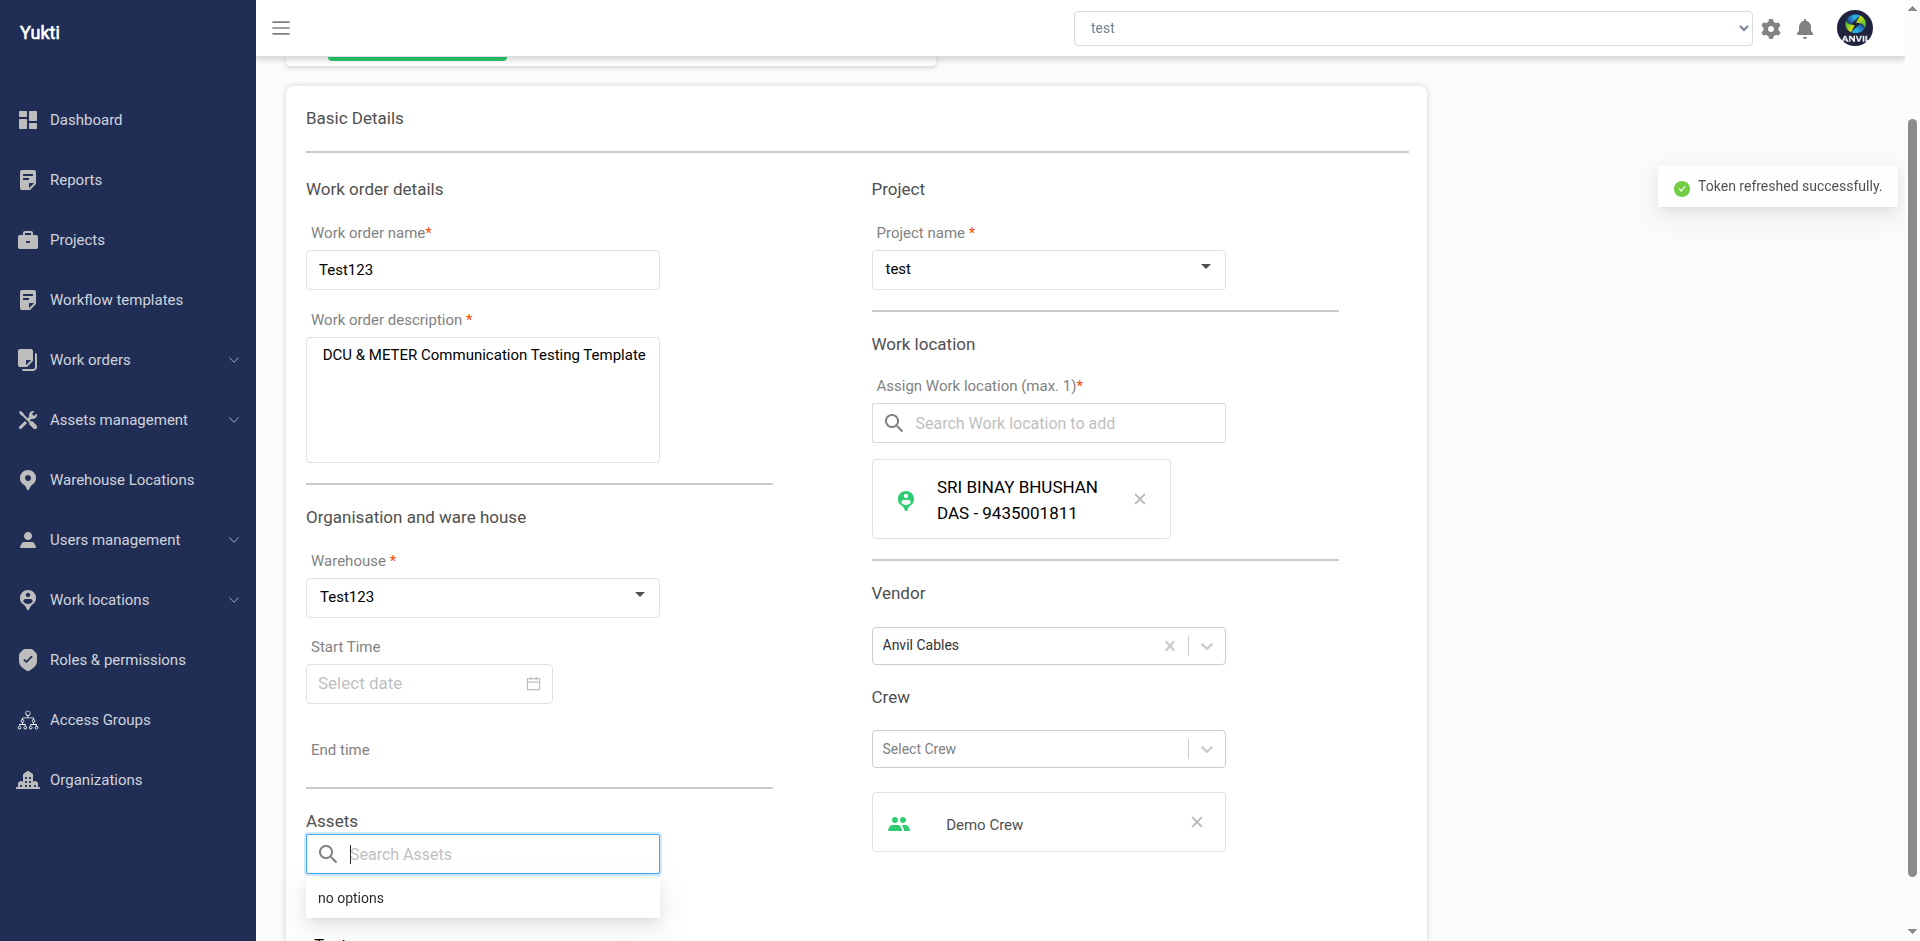 Yukti
test
ANVIL
Dashboard
Reports
Projects
Workflow templates
Work orders
Assets management
Warehouse Locations
Users management
Work locations
Roles & permissions
Access Groups
Organizations
Token refreshed successfully.
Basic Details
Work order details
Work order name*
Test123
Work order description *
DCU & METER Communication Testing Template
Organisation and ware house
Warehouse *
Test123
Start Time
Select date
End time
Assets
Search Assets
no options
Project
Project name *
test
Work location
Assign Work location (max. 1)*
Search Work location to add
SRI BINAY BHUSHAN
DAS - 9435001811
Vendor
Anvil Cables
Crew
Select Crew
Demo Crew